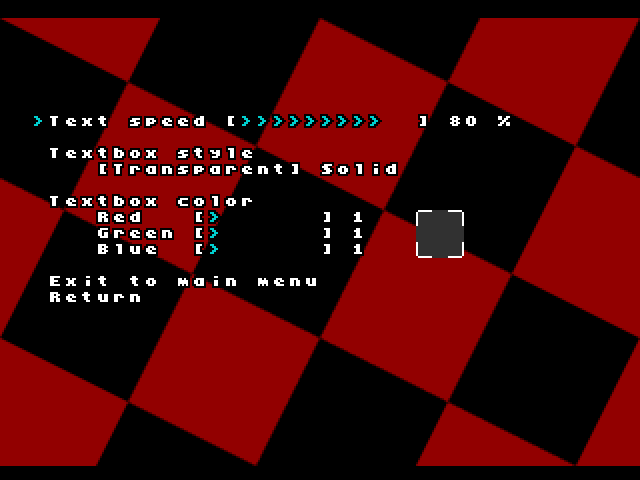 >Text speed [>>>>>>>>> ] 80 %
Textbox style
[Transparent] Solid
Textbox color
Red [> ] 1
Green [> ] 1
Blue [> ] 1
Exit to main menu
Return